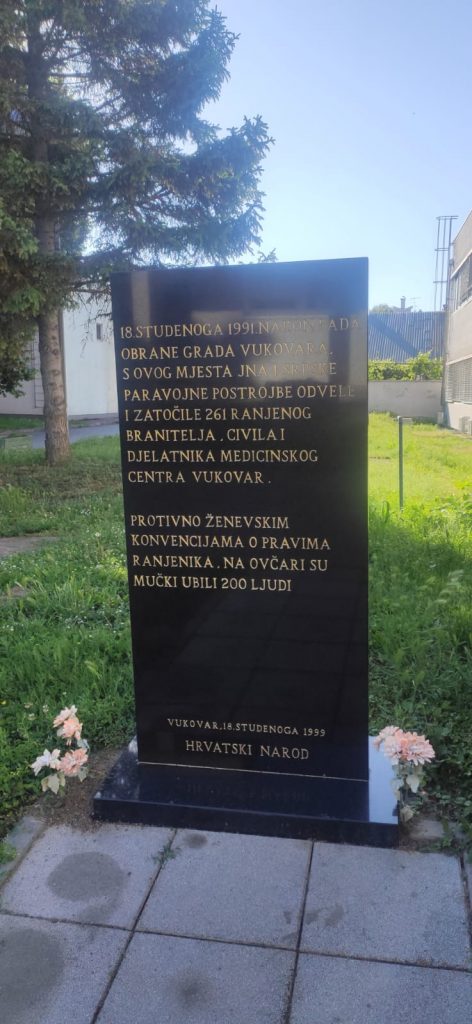 18.STUDENOGA 1991.NAKON PADA
OBRANE GRADA VUKOVARA,
S OVOG MJESTA JNA I SRPSKE
PARAVOJNE POSTROJBE ODVELE
I ZATOČILE 261 RANJENOG
BRANITELJA, CIVILA I
DJELATNIKA MEDICINSKOG
CENTRA VUKOVAR.
PROTIVNO ŽENEVSKIM
KONVENCIJAMA O PRAVIMA
RANJENIKA, NA OVČARI SU
MUČKI UBILI 200 LJUDI
VUKOVAR,18.STUDENOGA 1999
HRVATSKI NAROD